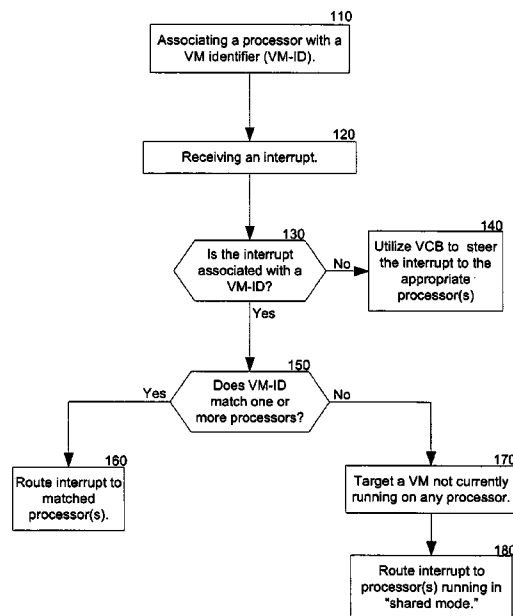 110
Associating a processor with a
VM identifier (VM-ID).
120
Receiving an interrupt.
130
Is the interrupt
associated with a
VM-ID?
No
140
Utilize VCB to steer
the interrupt to the
appropriate
processor(s)
Yes
150
Does VM-ID
match one or
more processors?
Yes
No
160
Route interrupt to
matched
processor(s).
170
Target a VM not currently
running on any processor.
180
Route interrupt to
processor(s) running in
"shared mode."